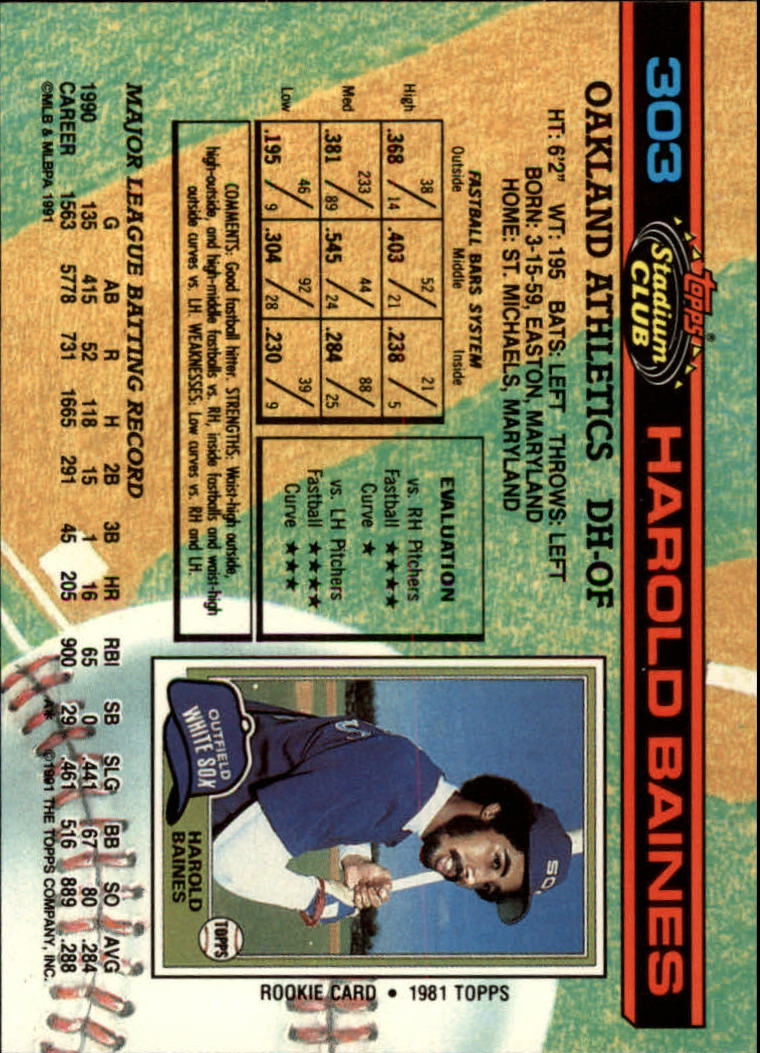 303 Topps® Stadium CLUB HAROLD BAINES
OAKLAND ATHLETICS DH-OF
HT: 6'2" WT: 195 BATS: LEFT THROWS: LEFT
BORN: 3-15-59, EASTON, MARYLAND
HOME: ST. MICHAELS, MARYLAND
FASTBALL BARS SYSTEM
Outside Middle Inside
High .368 38/14 .403 52/21 .238 21/5
Med .381 233/89 .545 44/24 .284 88/25
Low .195 46/9 .304 92/28 .230 39/9
EVALUATION
vs. RH Pitchers
Fastball ★★★★
Curve ★
vs. LH Pitchers
Fastball ★★★★
Curve ★★★
COMMENTS: Good fastball hitter. STRENGTHS: Waist-high outside,
high-outside, and high-middle fastballs vs. RH, inside fastballs and waist-high
outside curves vs. LH. WEAKNESSES: Low curves vs. RH and LH.
SO
OUTFIELD
WHITE SOX
HAROLD
BAINES
TOPPS
ROOKIE CARD • 1981 TOPPS
MAJOR LEAGUE BATTING RECORD
G AB R H 2B 3B HR RBI SB SLG BB SO AVG
1990 135 415 52 118 15 1 16 65 0 .441 67 80 .284
CAREER 1563 5778 731 1665 291 45 205 900 29 .461 516 889 .288
©MLB & MLBPA 1991 A* ©1991 THE TOPPS COMPANY, INC.